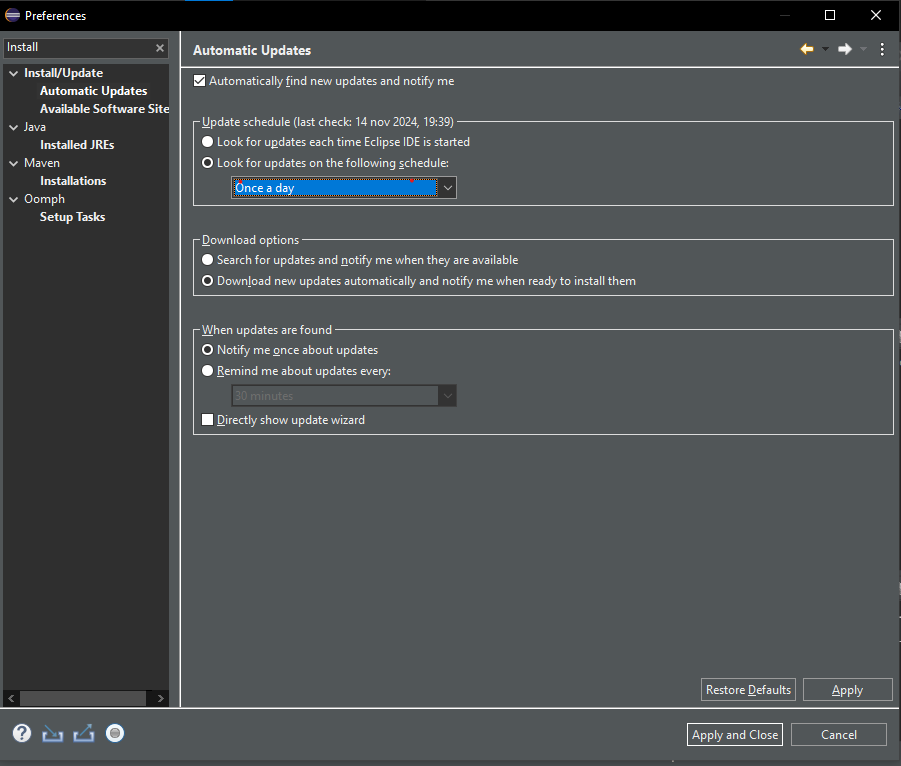 Preferences
Install
Install/Update
Automatic Updates
Available Software Site
Java
Installed JREs
Maven
Installations
Oomph
Setup Tasks
Automatic Updates
Automatically find new updates and notify me
Update schedule (last check: 14 nov 2024, 19:39)
Look for updates each time Eclipse IDE is started
Look for updates on the following schedule:
Once a day
Download options
Search for updates and notify me when they are available
Download new updates automatically and notify me when ready to install them
When updates are found
Notify me once about updates
Remind me about updates every:
30 minutes
Directly show update wizard
Restore Defaults
Apply
Apply and Close
Cancel